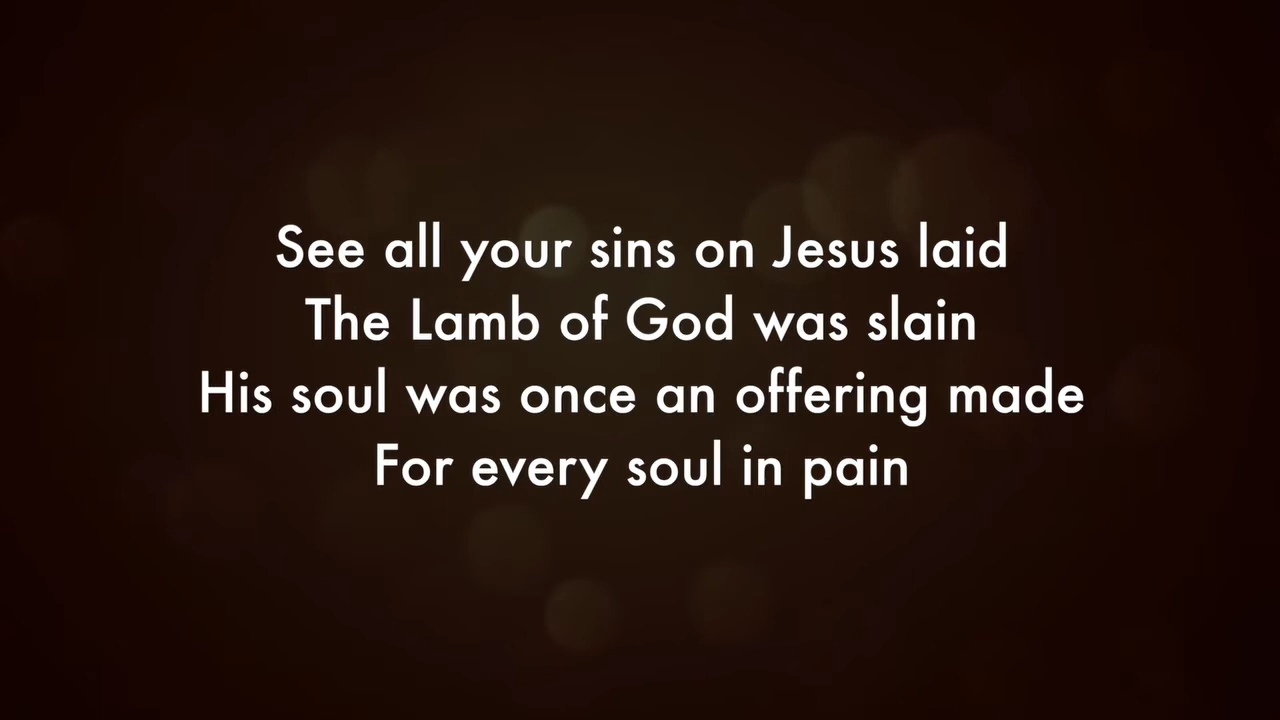 See all your sins on Jesus laid
The Lamb of God was slain
His soul was once an offering made
For every soul in pain